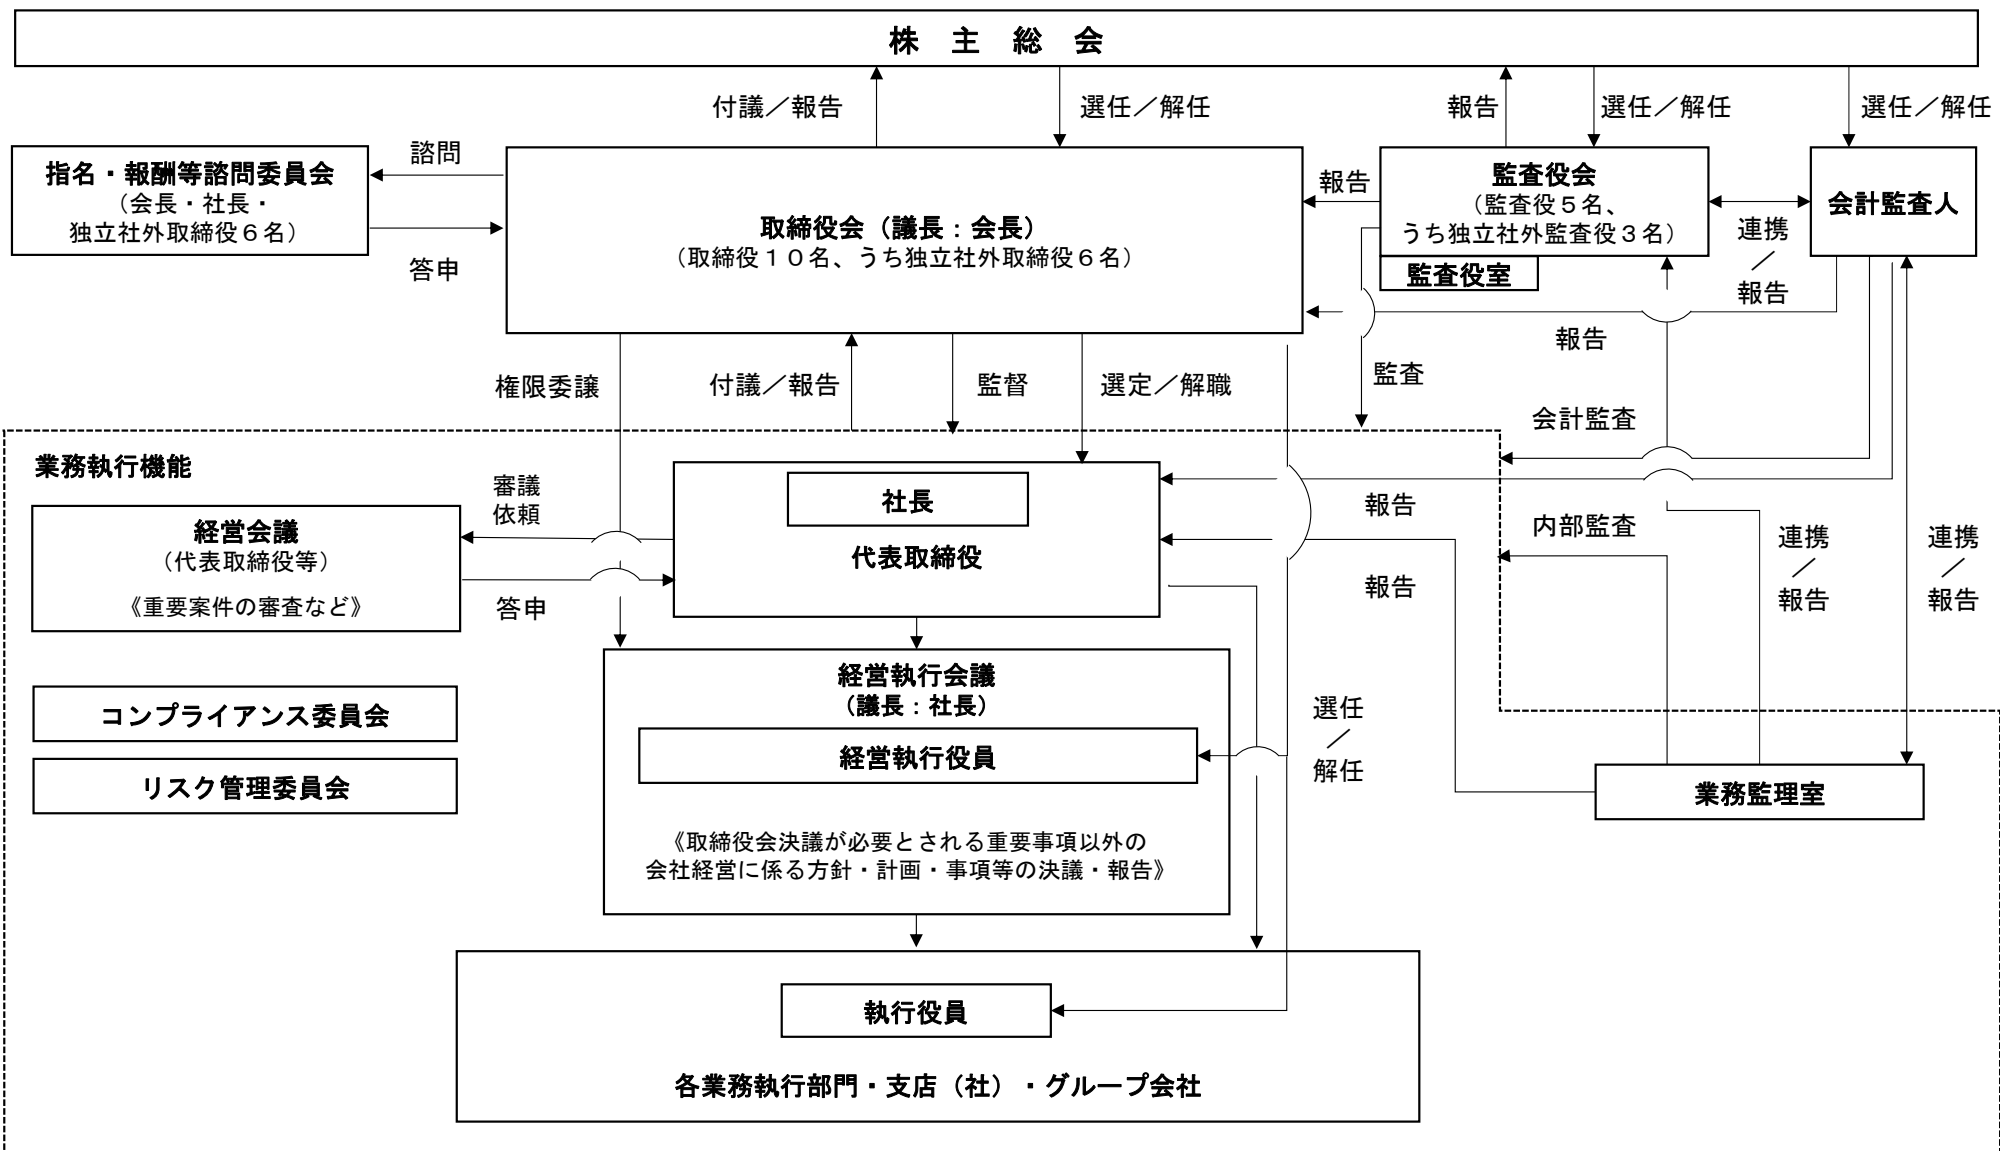 株主総会
付議／報告
選任／解任
報告
選任／解任
選任／解任
指名・報酬等諮問委員会
（会長・社長・
独立社外取締役６名）
諮問
答申
取締役会（議長：会長）
（取締役１０名、うち独立社外取締役６名）
報告
監査役会
（監査役５名、
うち独立社外監査役３名）
監査役室
連携
／
報告
会計監査人
報告
権限委譲
付議／報告
監督
選定／解職
監査
会計監査
業務執行機能
経営会議
（代表取締役等）
《重要案件の審査など》
審議
依頼
答申
社長
代表取締役
報告
報告
内部監査
連携
／
報告
連携
／
報告
コンプライアンス委員会
リスク管理委員会
経営執行会議
（議長：社長）
経営執行役員
《取締役会決議が必要とされる重要事項以外の
会社経営に係る方針・計画・事項等の決議・報告》
選任
／
解任
業務監理室
執行役員
各業務執行部門・支店（社）・グループ会社